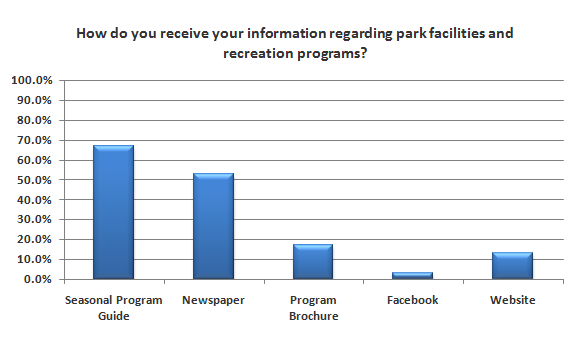 How do you receive your information regarding park facilities and
recreation programs?
100.0%
90.0%
80.0%
70.0%
60.0%
50.0%
40.0%
30.0%
20.0%
10.0%
0.0%
Seasonal Program
Guide
Newspaper
Program
Brochure
Facebook
Website